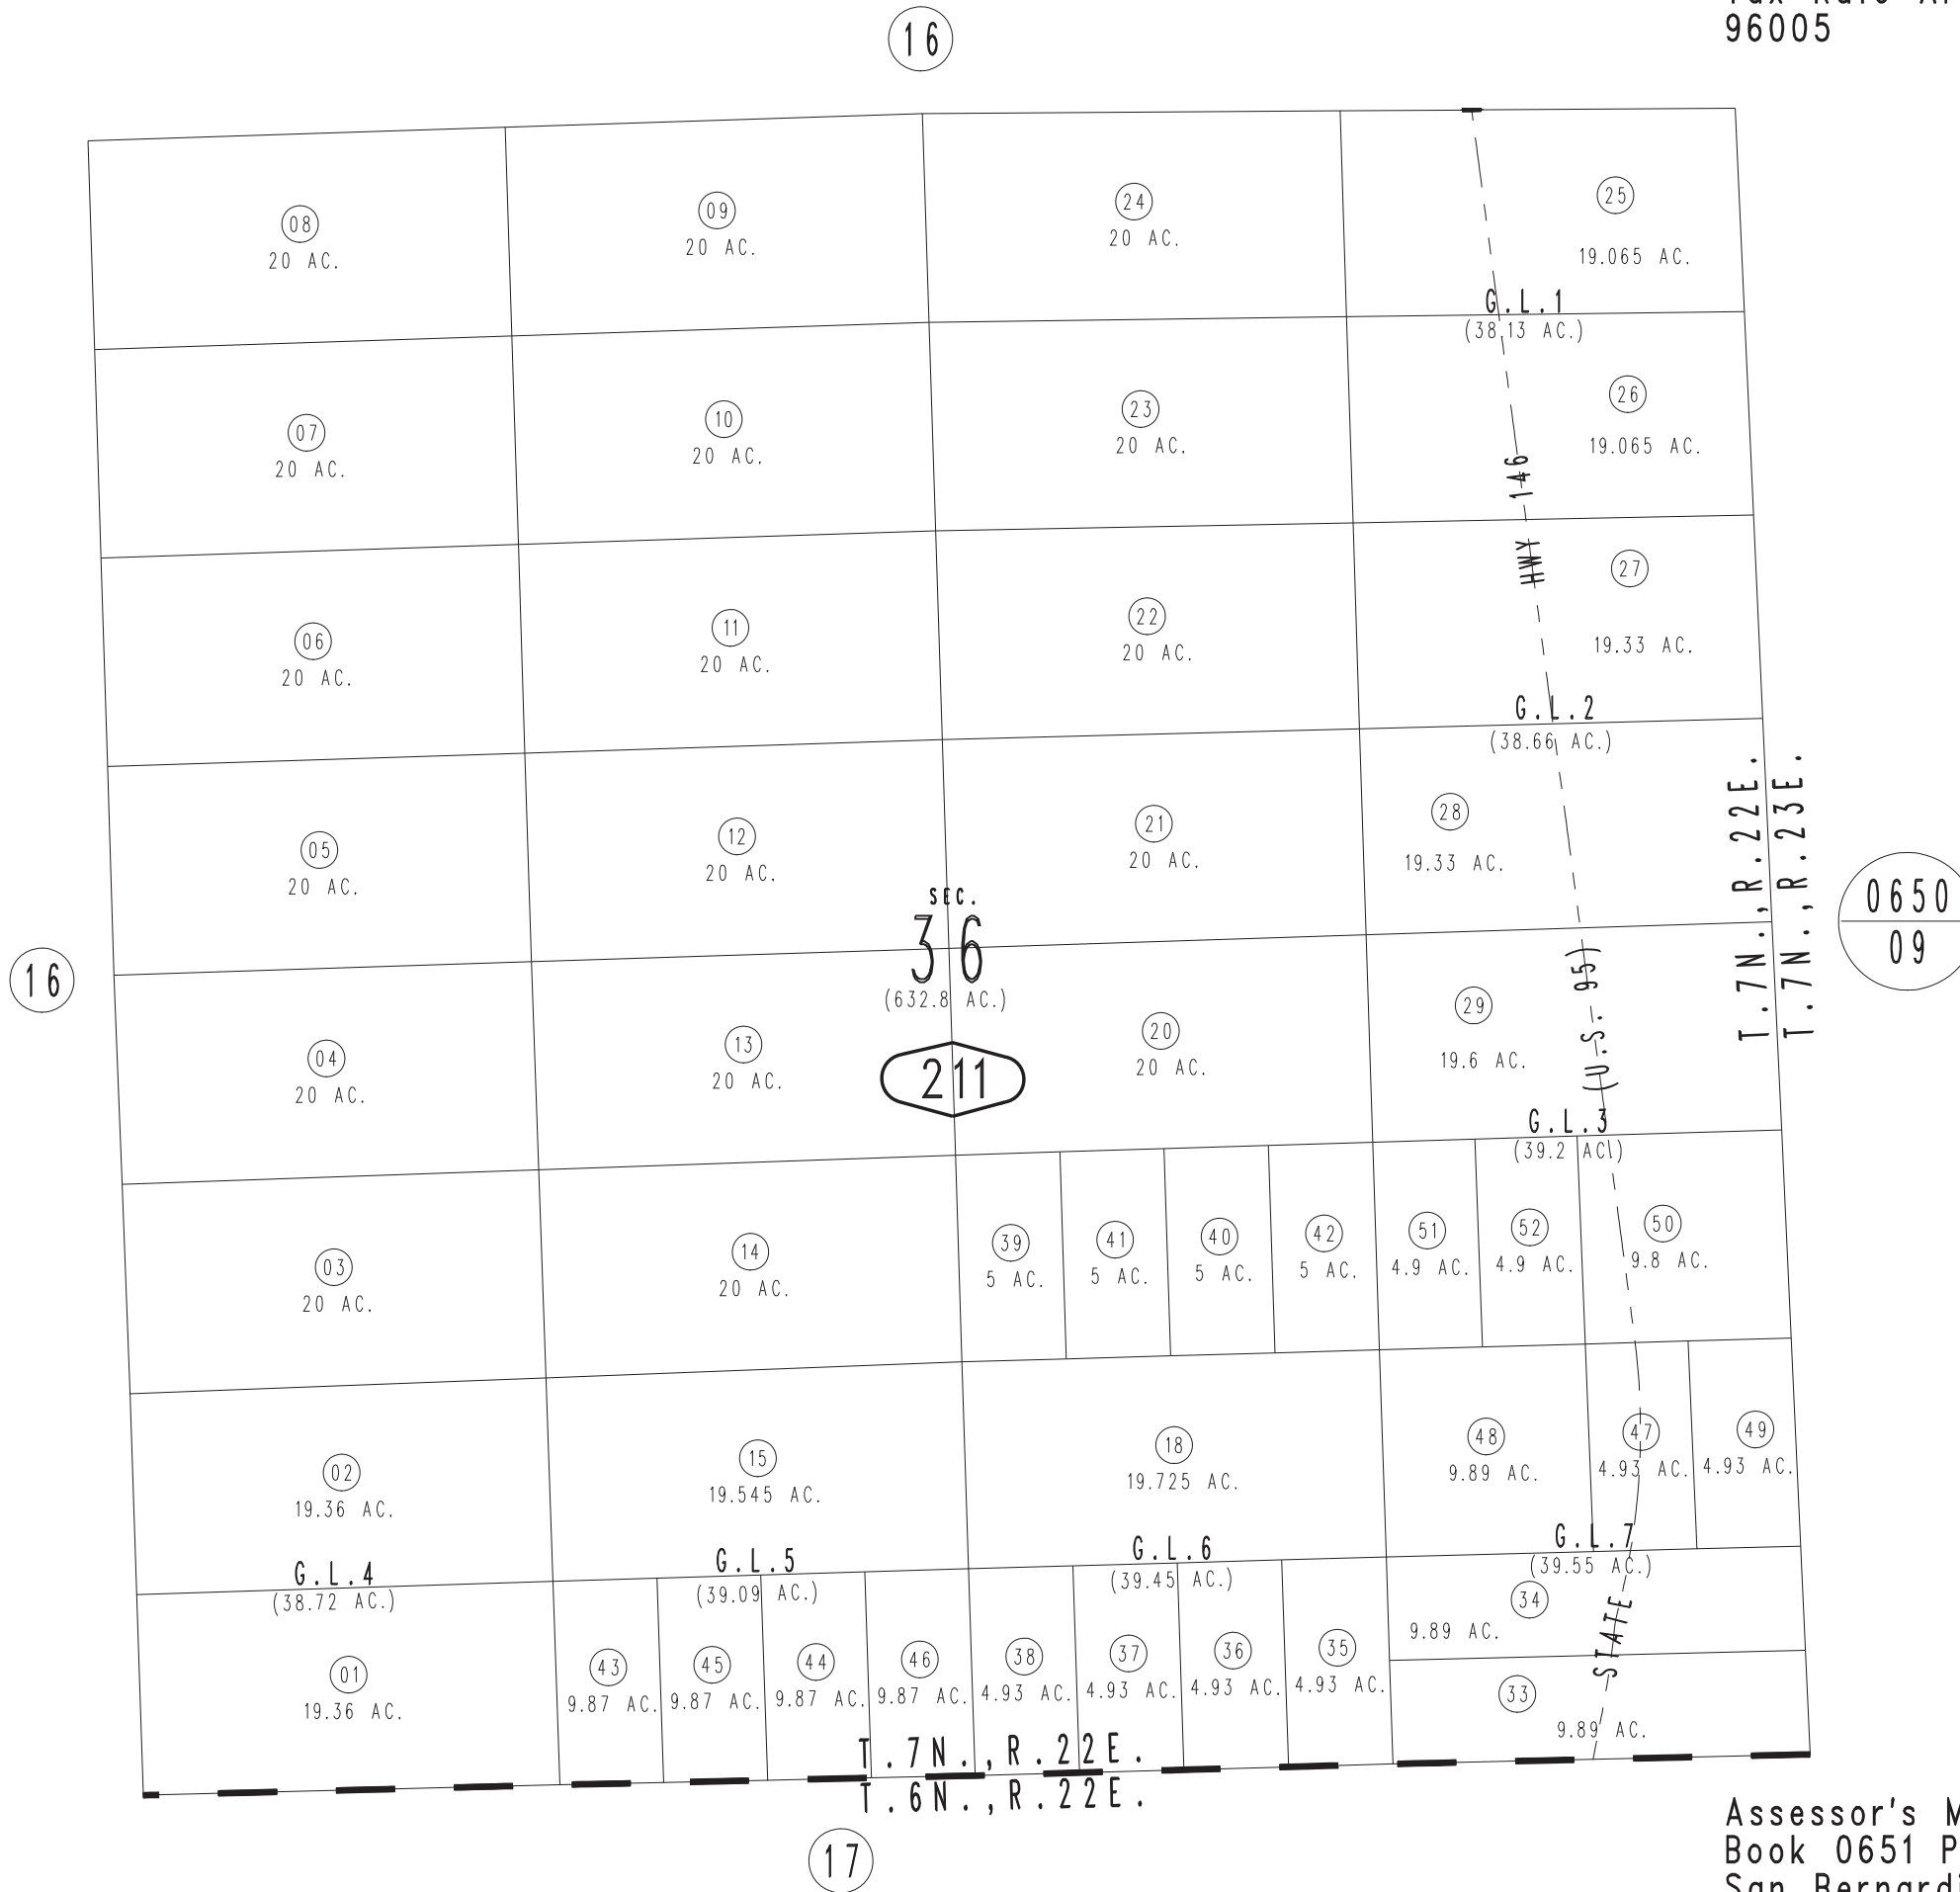 96005
16
08
20 AC.
09
20 AC.
24
20 AC.
25
19.065 AC.
G.L.1
(38.13 AC.)
07
20 AC.
10
20 AC.
23
20 AC.
26
19.065 AC.
HWY 146
06
20 AC.
11
20 AC.
22
20 AC.
27
19.33 AC.
G.L.2
(38.66 AC.)
05
20 AC.
12
20 AC.
21
20 AC.
28
19.33 AC.
T.7N.,R.22E.
T.7N.,R.23E.
0650
09
16
SEC.
36
(632.8 AC.)
211
04
20 AC.
13
20 AC.
20
20 AC.
29
19.6 AC.
(U.S. 95)
G.L.3
(39.2 AC.)
03
20 AC.
14
20 AC.
39
5 AC.
41
5 AC.
40
5 AC.
42
5 AC.
51
4.9 AC.
52
4.9 AC.
50
9.8 AC.
02
19.36 AC.
15
19.545 AC.
18
19.725 AC.
48
9.89 AC.
47
4.93 AC.
49
4.93 AC.
G.L.4
(38.72 AC.)
G.L.5
(39.09 AC.)
G.L.6
(39.45 AC.)
G.L.7
(39.55 AC.)
01
19.36 AC.
43
9.87 AC.
45
9.87 AC.
44
9.87 AC.
46
9.87 AC.
38
4.93 AC.
37
4.93 AC.
36
4.93 AC.
35
4.93 AC.
34
9.89 AC.
STATE
33
9.89 AC.
T.7N.,R.22E.
T.6N.,R.22E.
17
Assessor's
Book 0651
San